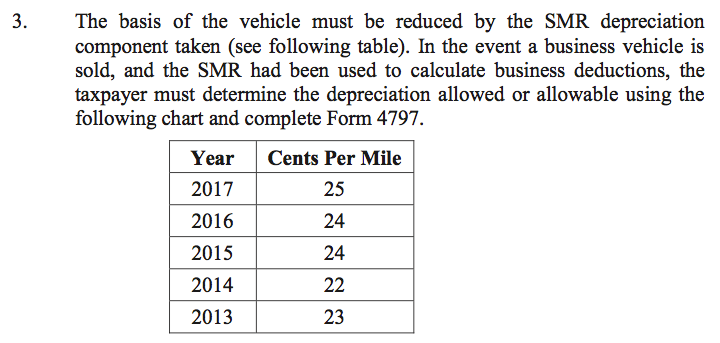 3. The basis of the vehicle must be reduced by the SMR depreciation
component taken (see following table). In the event a business vehicle is
sold, and the SMR had been used to calculate business deductions, the
taxpayer must determine the depreciation allowed or allowable using the
following chart and complete Form 4797.
Year Cents Per Mile
2017 25
2016 24
2015 24
2014 22
2013 23